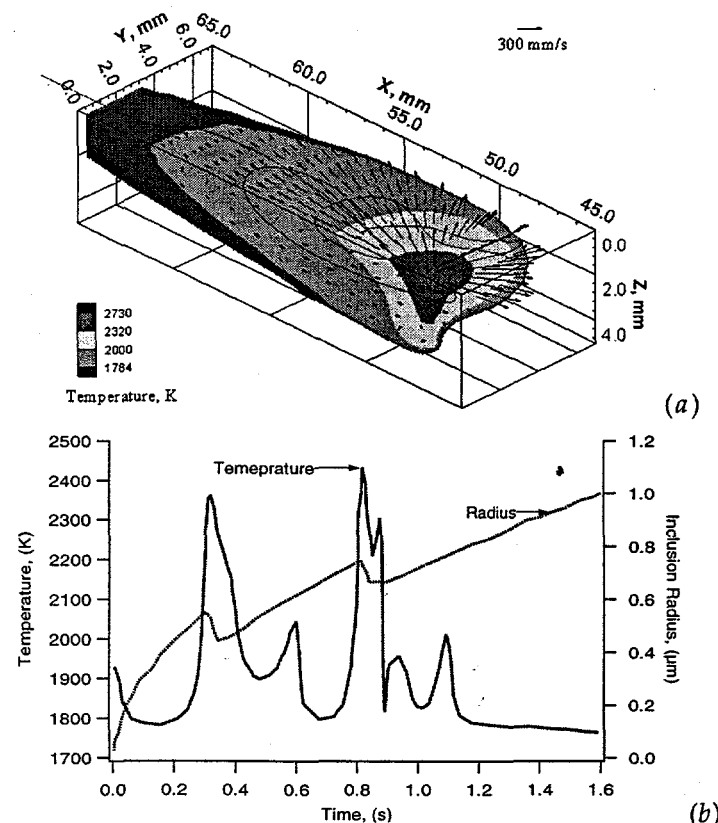 Y, mm
0.0 2.0 4.0 6.0
65.0
300 mm/s
60.0
X, mm
55.0
50.0
45.0
0.0
2.0
Z, mm
4.0
2730
2320
2000
1784
Temperature, K
(a)
2500
2400
2300
2200
2100
2000
1900
1800
1700
Temperature, (K)
Temeprature
Radius
1.2
1.0
0.8
0.6
0.4
0.2
0.0
Inclusion Radius, (μm)
0.0 0.2 0.4 0.6 0.8 1.0 1.2 1.4 1.6
Time, (s)
(b)